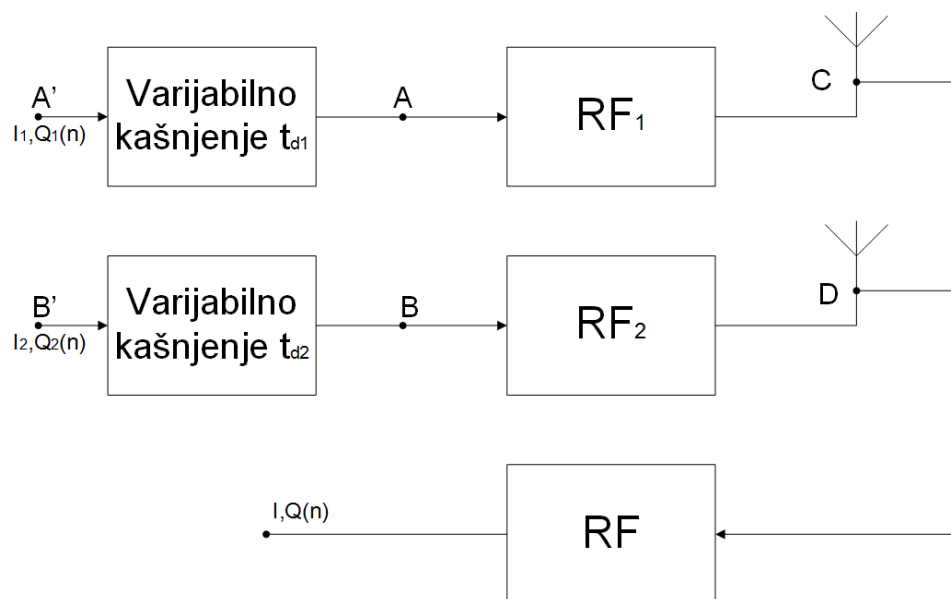 A’
I₁,Q₁(n)
Varijabilno
kašnjenje td1
A
RF₁
C
B’
I₂,Q₂(n)
Varijabilno
kašnjenje td2
B
RF₂
D
I,Q(n)
RF